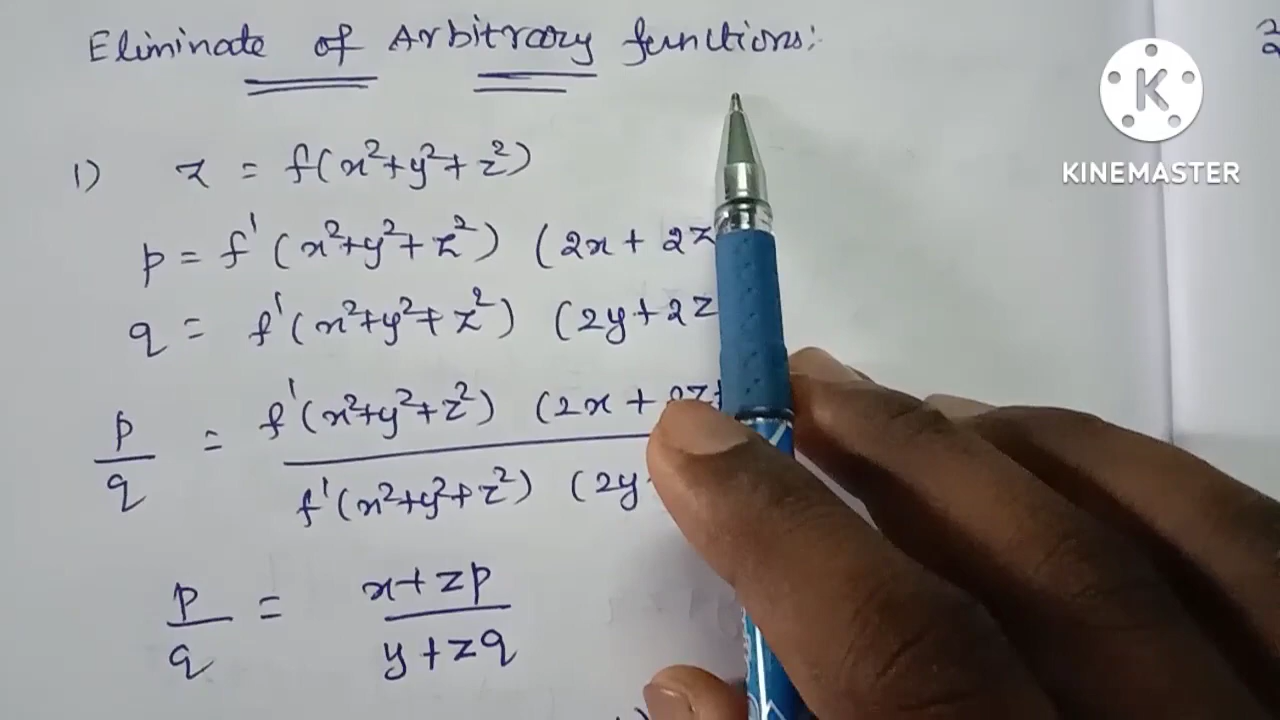 Eliminate of Arbitrary functions:
1) z = f(x²+y²+z²)
p = f'(x²+y²+z²) (2x + 2z
q = f'(x²+y²+z²) (2y+2z
p/q = f'(x²+y²+z²) (2x + 2z / f'(x²+y²+z²) (2y
p/q = x+zp / y+zq
K
KINEMASTER